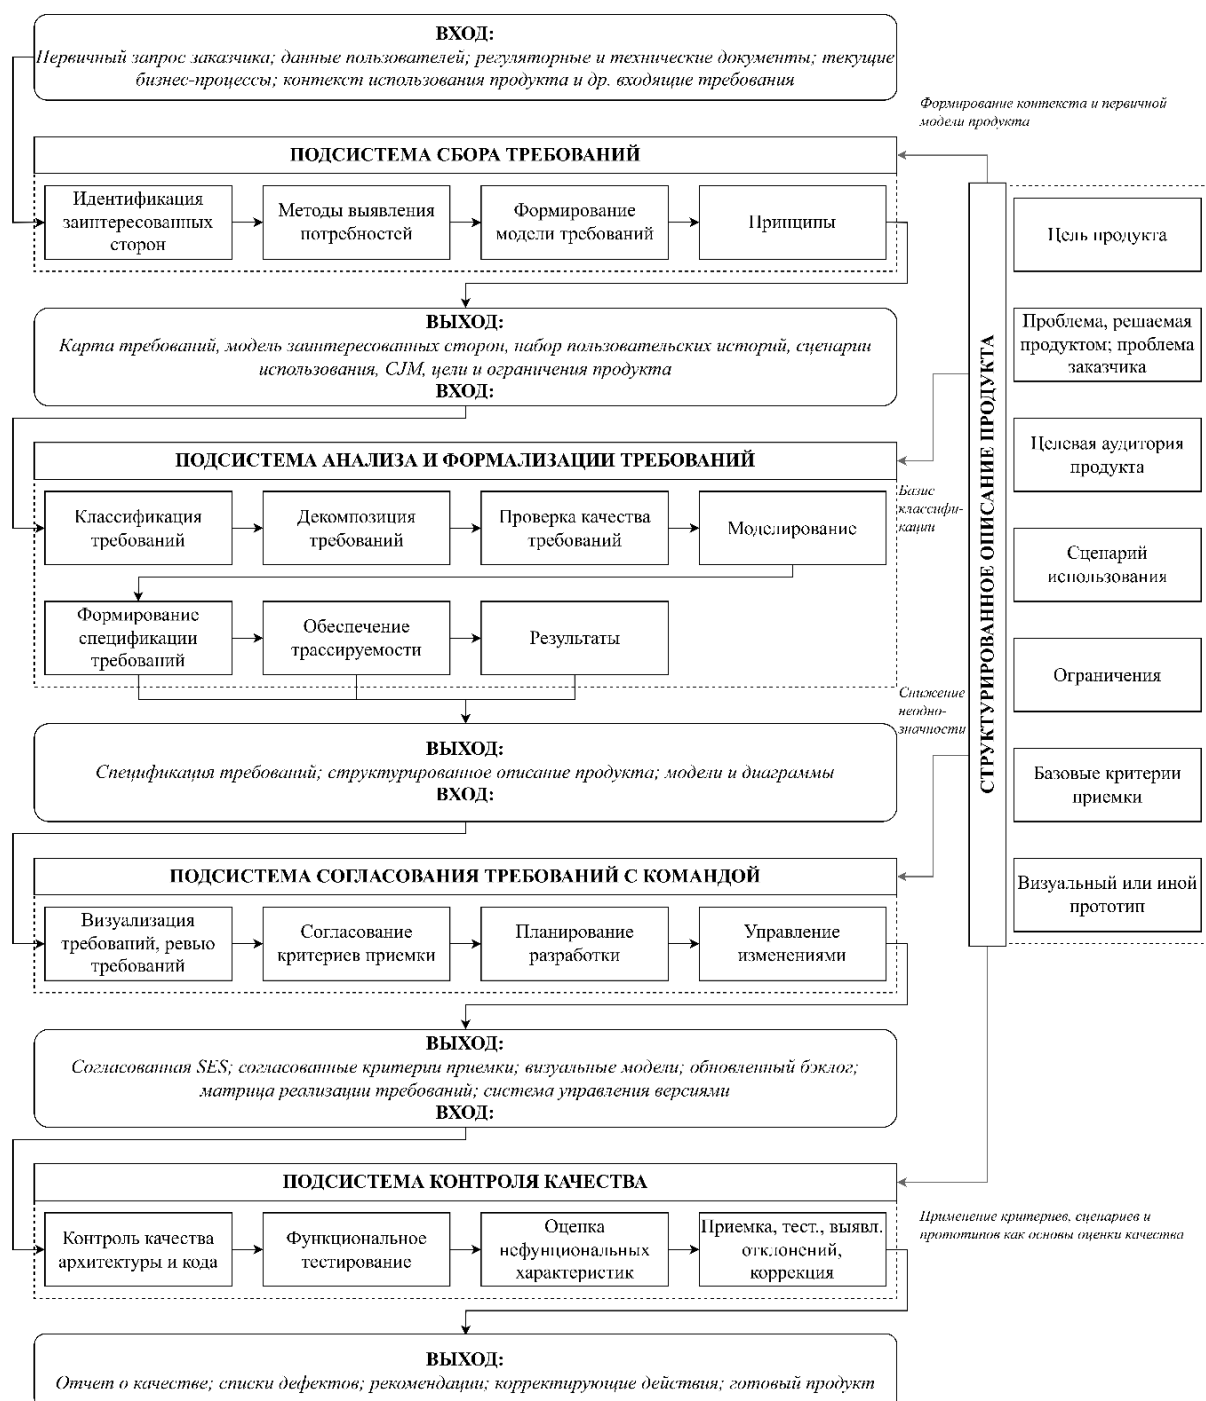 ВХОД:
Первичный запрос заказчика; данные пользователей; регуляторные и технические документы; текущие
бизнес-процессы; контекст использования продукта и др. входящие требования
Формирование контекста и первичной
модели продукта
ПОДСИСТЕМА СБОРА ТРЕБОВАНИЙ
Идентификация
заинтересованных
сторон
Методы выявления
потребностей
Формирование
модели требований
Принципы
ВЫХОД:
Карта требований, модель заинтересованных сторон, набор пользовательских историй, сценарии
использования, CJM, цели и ограничения продукта
ВХОД:
ПОДСИСТЕМА АНАЛИЗА И ФОРМАЛИЗАЦИИ ТРЕБОВАНИЙ
Базис
классифи-
кации
Классификация
требований
Декомпозиция
требований
Проверка качества
требований
Моделирование
Формирование
спецификации
требований
Обеспечение
трассируемости
Результаты
Снижение
неодно-
значности
ВЫХОД:
Спецификация требований; структурированное описание продукта; модели и диаграммы
ВХОД:
ПОДСИСТЕМА СОГЛАСОВАНИЯ ТРЕБОВАНИЙ С КОМАНДОЙ
Визуализация
требований, ревью
требований
Согласование
критериев приемки
Планирование
разработки
Управление
изменениями
ВЫХОД:
Согласованная SES; согласованные критерии приемки; визуальные модели; обновленный бэклог;
матрица реализации требований; система управления версиями
ВХОД:
ПОДСИСТЕМА КОНТРОЛЯ КАЧЕСТВА
Применение критериев, сценариев и
прототипов как основы оценки качества
Контроль качества
архитектуры и кода
Функциональное
тестирование
Оценка
нефункциональных
характеристик
Приемка, тест., выявл.
отклонений,
коррекция
ВЫХОД:
Отчет о качестве; списки дефектов; рекомендации; корректирующие действия; готовый продукт
СТРУКТУРИРОВАННОЕ ОПИСАНИЕ ПРОДУКТА
Цель продукта
Проблема, решаемая
продуктом; проблема
заказчика
Целевая аудитория
продукта
Сценарий
использования
Ограничения
Базовые критерии
приемки
Визуальный или иной
прототип